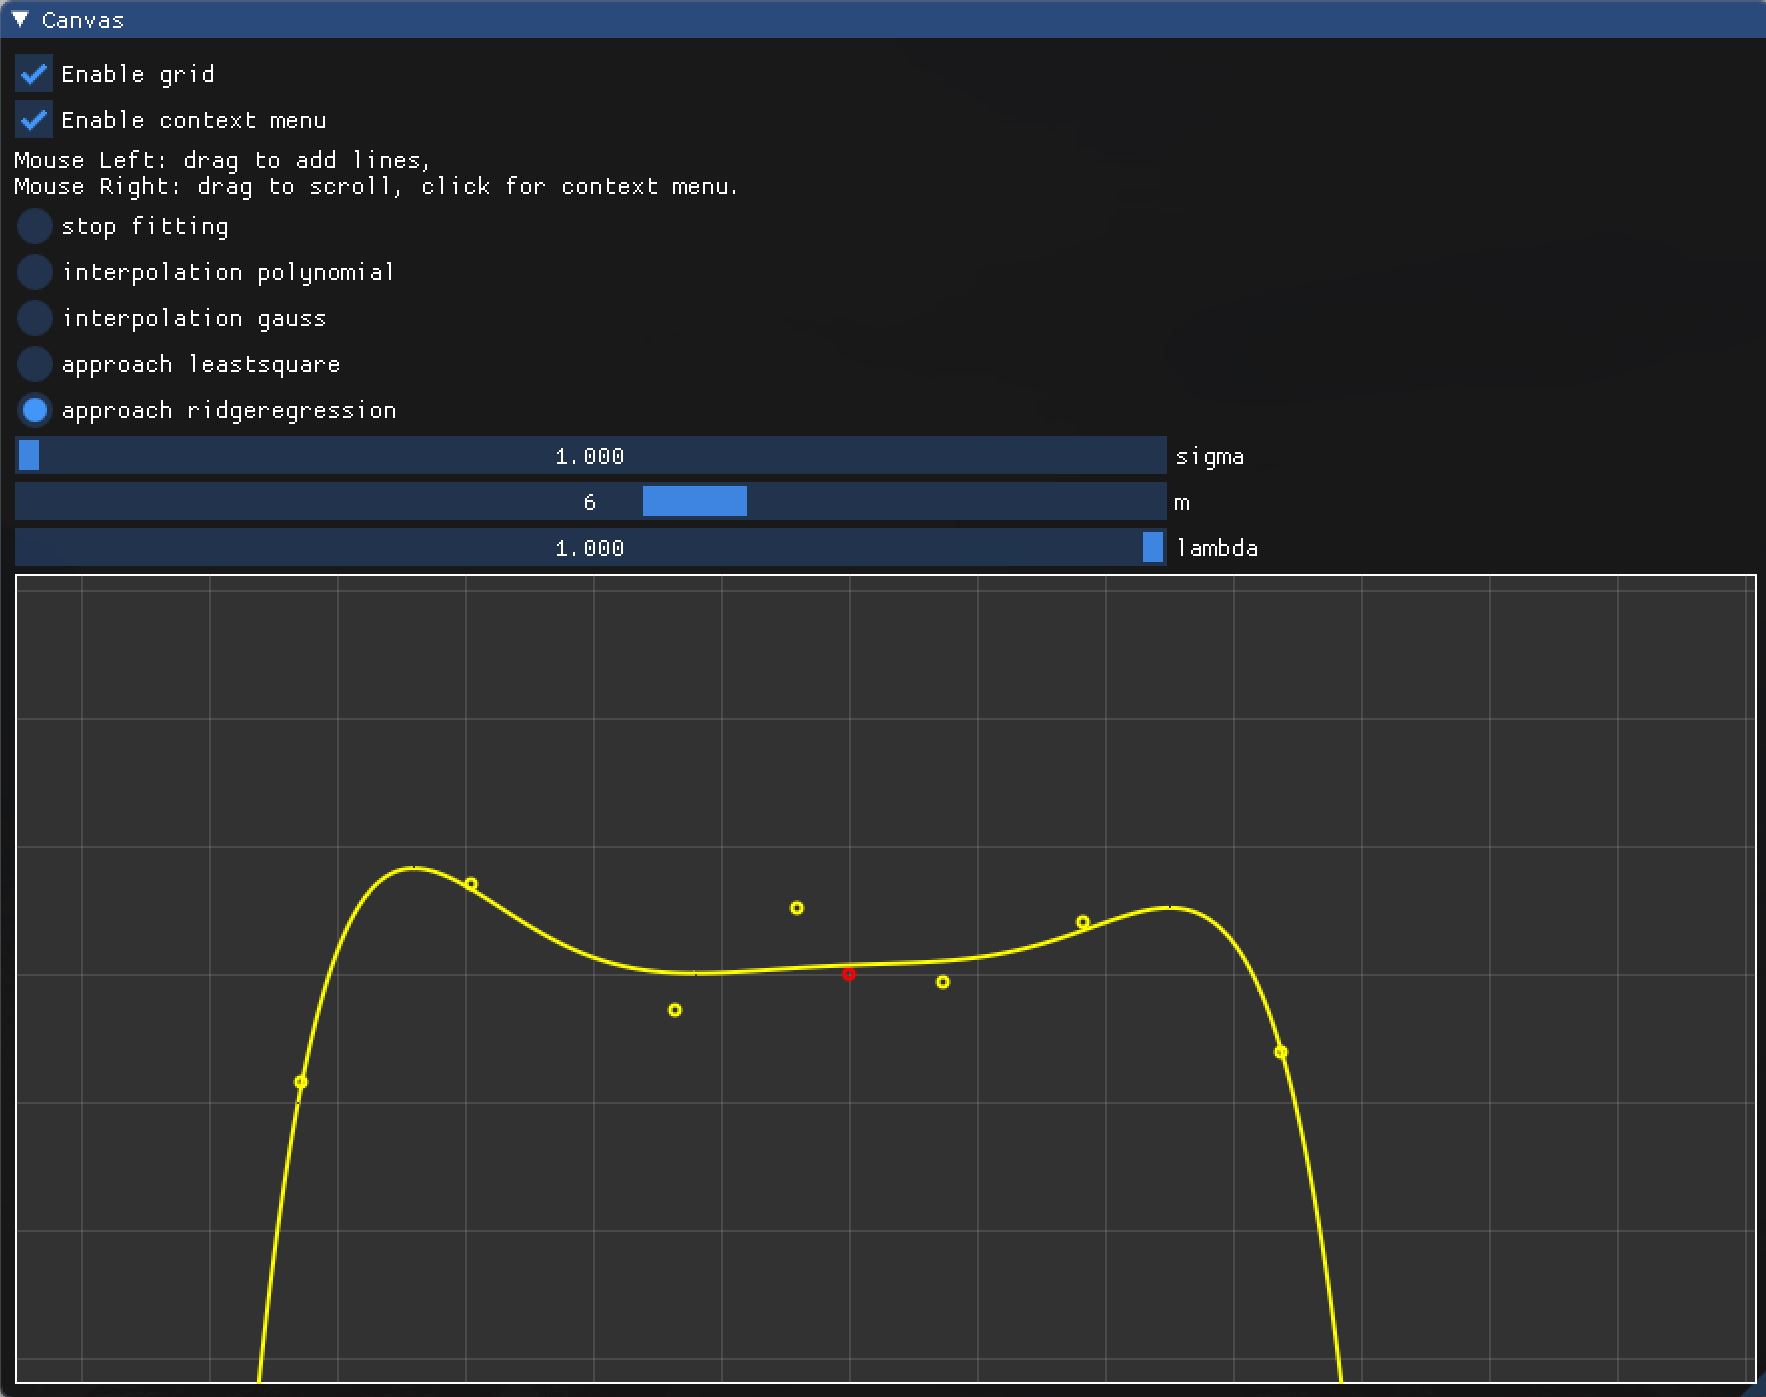 Canvas
Enable grid
Enable context menu
Mouse Left: drag to add lines,
Mouse Right: drag to scroll, click for context menu.
stop fitting
interpolation polynomial
interpolation gauss
approach leastsquare
approach ridgeregression
1.000 sigma
6 m
1.000 lambda